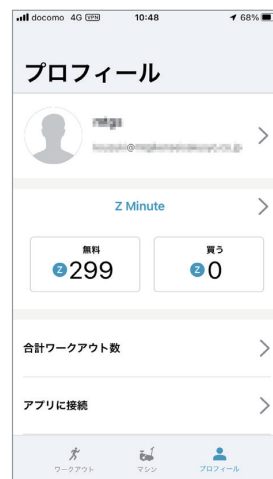 docomo 4G VPN 10:48 68%
プロフィール
@
Z Minute
無料
Z 299
買う
Z 0
合計ワークアウト数
アプリに接続
ワークアウト マシン プロフィール